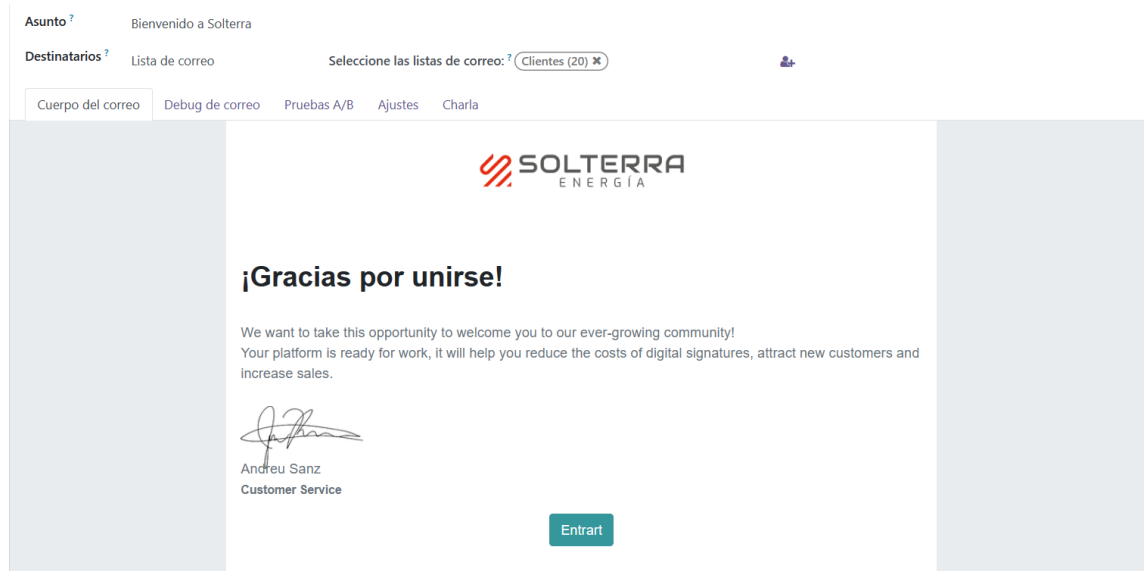 Asunto ?
Bienvenido a Solterra
Destinatarios ?
Lista de correo
Seleccione las listas de correo: ?
Clientes (20) ✖
Cuerpo del correo
Debug de correo
Pruebas A/B
Ajustes
Charla
SOLTERRA
ENERGÍA
¡Gracias por unirse!
We want to take this opportunity to welcome you to our ever-growing community!
Your platform is ready for work, it will help you reduce the costs of digital signatures, attract new customers and
increase sales.
Andreu Sanz
Customer Service
Entrart